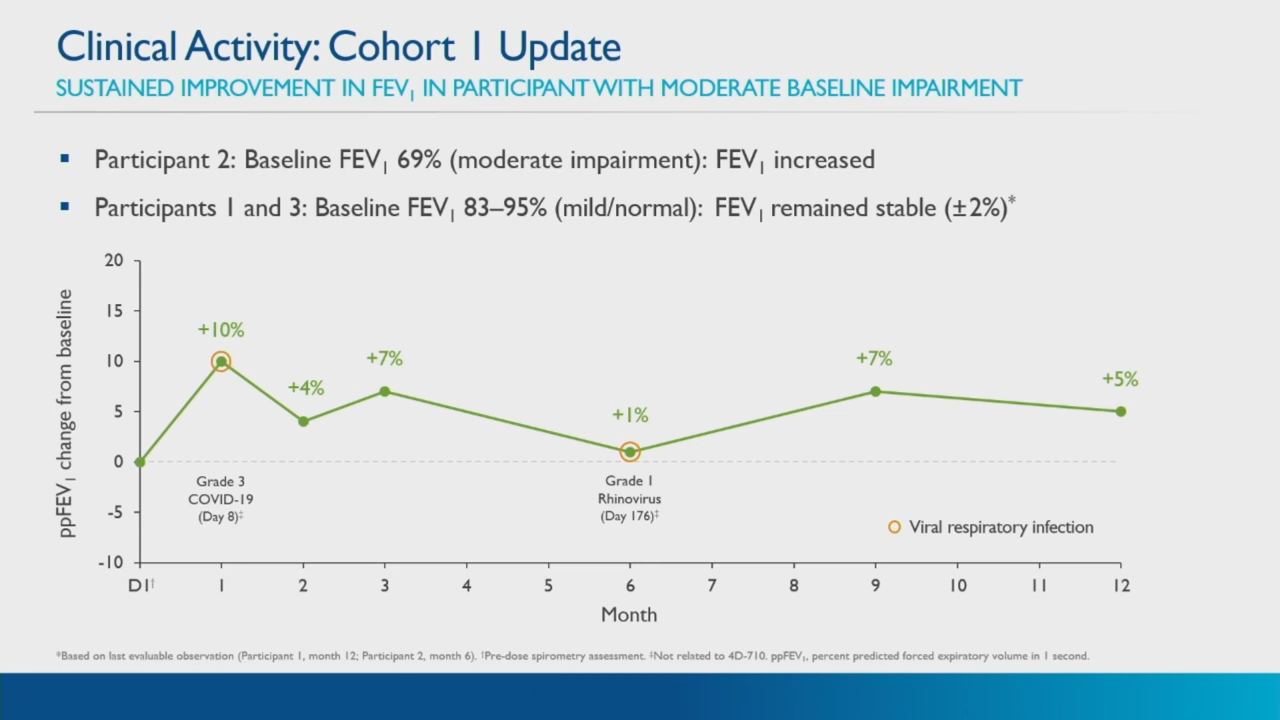 Clinical Activity: Cohort 1 Update
SUSTAINED IMPROVEMENT IN FEV₁ IN PARTICIPANT WITH MODERATE BASELINE IMPAIRMENT
▪ Participant 2: Baseline FEV₁ 69% (moderate impairment): FEV₁ increased
▪ Participants 1 and 3: Baseline FEV₁ 83–95% (mild/normal): FEV₁ remained stable (±2%)*
ppFEV₁ change from baseline
20
15
10
5
0
-5
-10
+10%
+4%
+7%
+1%
+7%
+5%
Grade 3
COVID-19
(Day 8)‡
Grade 1
Rhinovirus
(Day 176)‡
Viral respiratory infection
D1† 1 2 3 4 5 6 7 8 9 10 11 12
Month
*Based on last evaluable observation (Participant 1, month 12; Participant 2, month 6). †Pre-dose spirometry assessment. ‡Not related to 4D-710. ppFEV₁, percent predicted forced expiratory volume in 1 second.